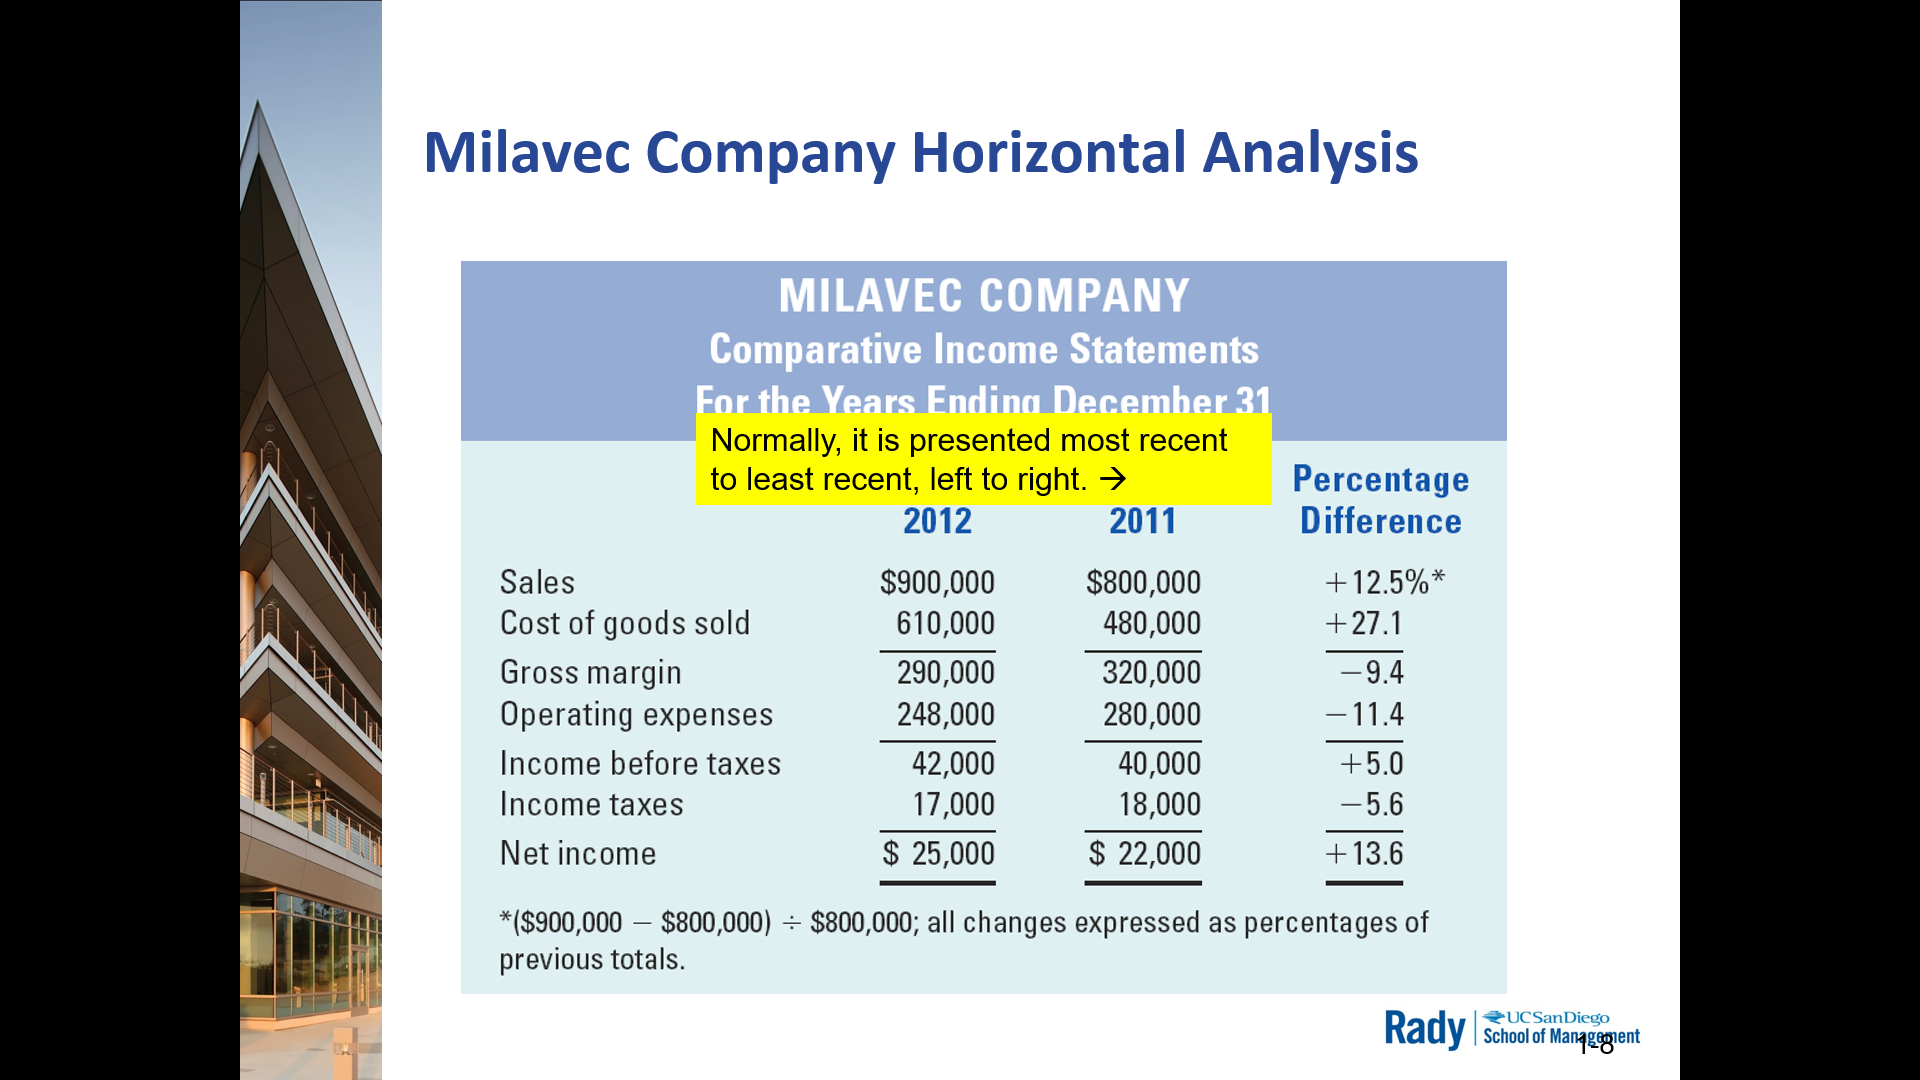 Milavec Company Horizontal Analysis
MILAVEC COMPANY
Comparative Income Statements
For the Years Ending December 31
Normally, it is presented most recent
to least recent, left to right. →
Percentage
2012 2011 Difference
Sales $900,000 $800,000 +12.5%*
Cost of goods sold 610,000 480,000 +27.1
Gross margin 290,000 320,000 −9.4
Operating expenses 248,000 280,000 −11.4
Income before taxes 42,000 40,000 +5.0
Income taxes 17,000 18,000 −5.6
Net income $ 25,000 $ 22,000 +13.6
*($900,000 − $800,000) ÷ $800,000; all changes expressed as percentages of
previous totals.
Rady UC San Diego
School of Management
1-8